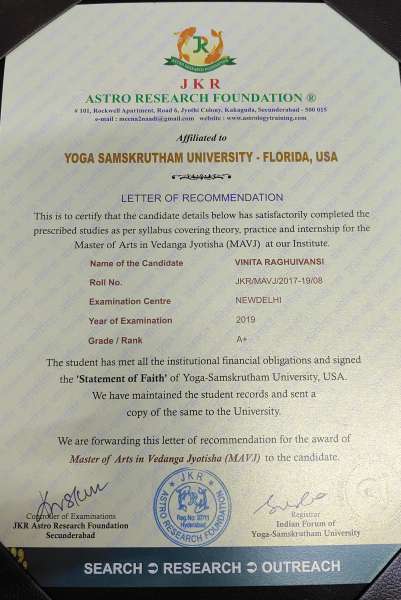 JR
ASTRO RESEARCH FOUNDATION
J K R
ASTRO RESEARCH FOUNDATION ®
# 101, Rockwell Apartment, Road 6, Jyothi Colony, Kakaguda, Secunderabad - 500 015
e-mail : meena2nandi@gmail.com website : www.astrologytraining.com
Affiliated to
YOGA SAMSKRUTHAM UNIVERSITY - FLORIDA, USA
LETTER OF RECOMMENDATION
This is to certify that the candidate details below has satisfactorily completed the
prescribed studies as per syllabus covering theory, practice and internship for the
Master of Arts in Vedanga Jyotisha (MAVJ) at our Institute.
Name of the Candidate VINITA RAGHUIVANSI
Roll No. JKR/MAVJ/2017-19/08
Examination Centre NEWDELHI
Year of Examination 2019
Grade / Rank A+
The student has met all the institutional financial obligations and signed
the 'Statement of Faith' of Yoga-Samskrutham University, USA.
We have maintained the student records and sent a
copy of the same to the University.
We are forwarding this letter of recommendation for the award of
Master of Arts in Vedanga Jyotisha (MAVJ) to the candidate.
Controller of Examinations
JKR Astro Research Foundation
Secunderabad
JKR
ASTRO RESEARCH FOUNDATION
Hyderabad
Registrar
Indian Forum of
Yoga-Samskrutham University
SEARCH RESEARCH OUTREACH